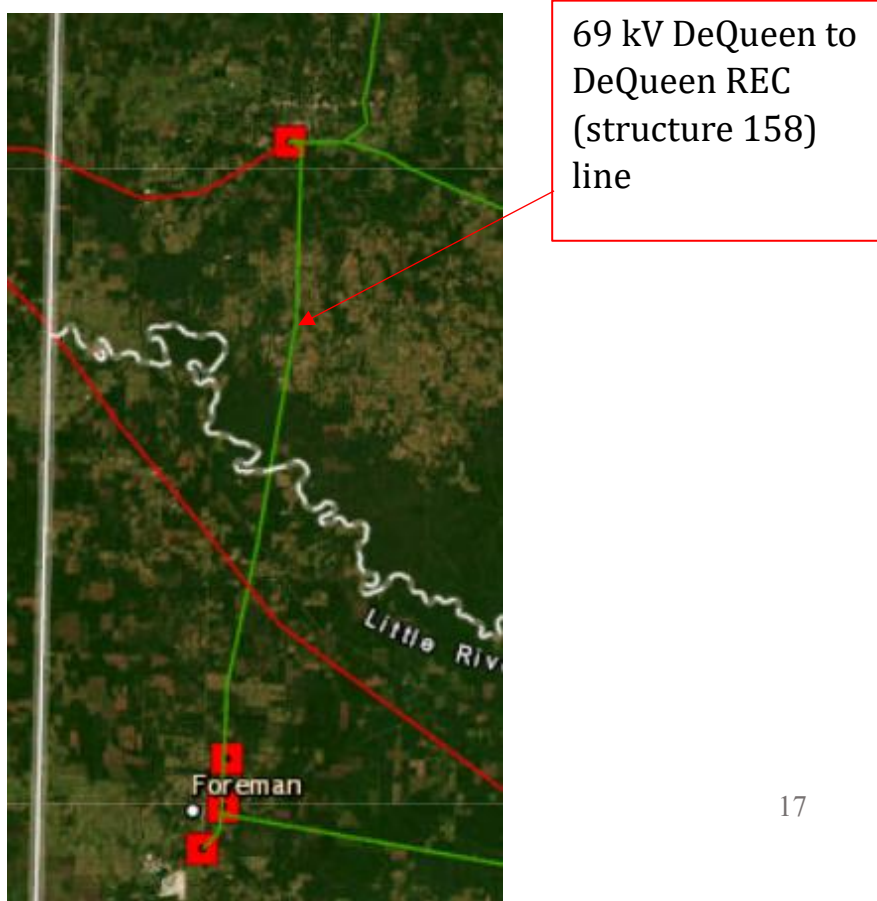 69 kV DeQueen to
DeQueen REC
(structure 158)
line
Little Riv
Foreman
17